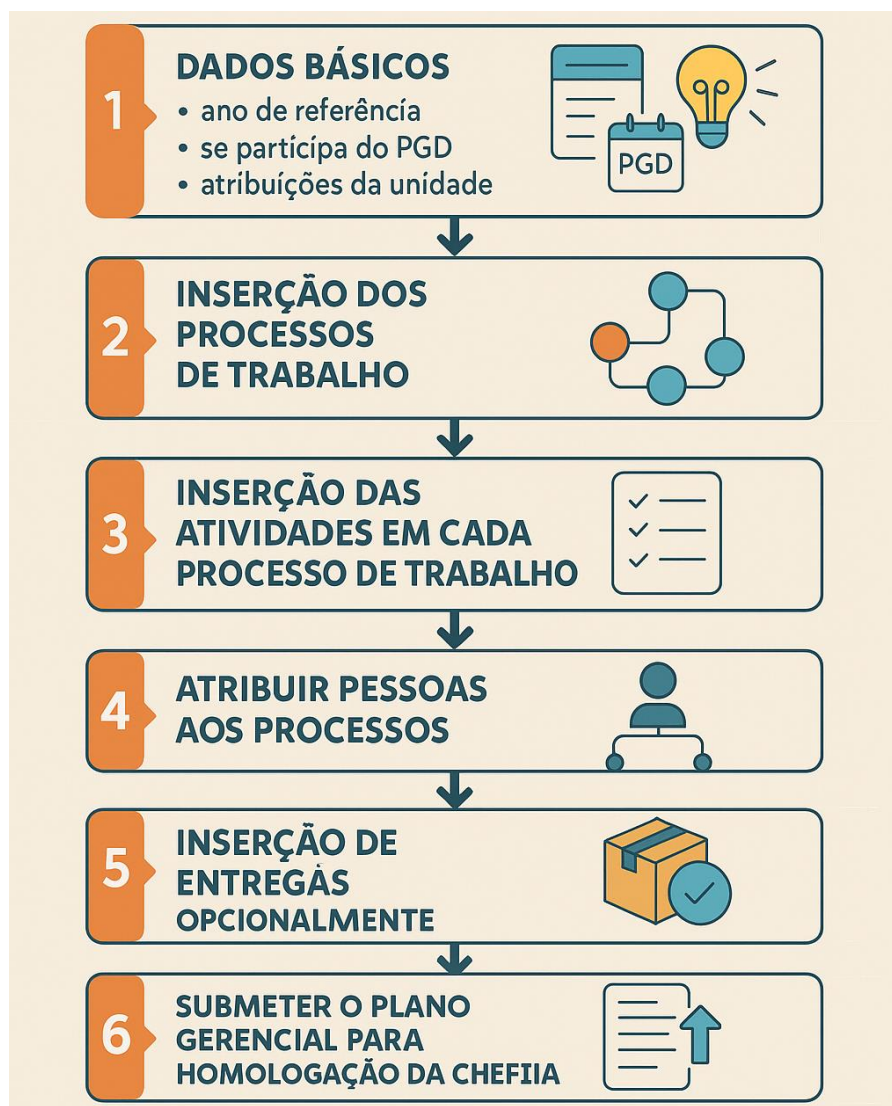 1
DADOS BÁSICOS
• ano de referência
• se partícipa do PGD
• atribuíções da unidade
PGD
2
INSERÇÃO DOS
PROCESSOS
DE TRABALHO
3
INSERÇÃO DAS
ATIVIDADES EM CADA
PROCESSO DE TRABALHO
4
ATRIBUIR PESSOAS
AOS PROCESSOS
5
INSERÇÃO DE
ENTREGÁS
OPCIONALMENTE
6
SUBMETER O PLANO
GERENCIAL PARA
HOMOLOGAÇÃO DA CHEFIIA